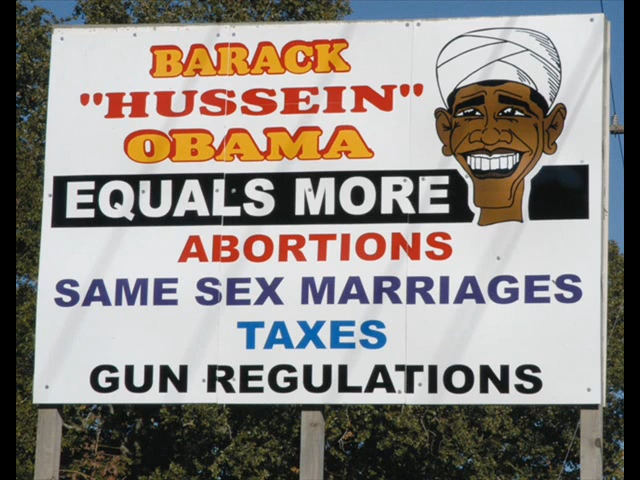 BARACK
"HUSSEIN"
OBAMA
EQUALS MORE
ABORTIONS
SAME SEX MARRIAGES
TAXES
GUN REGULATIONS